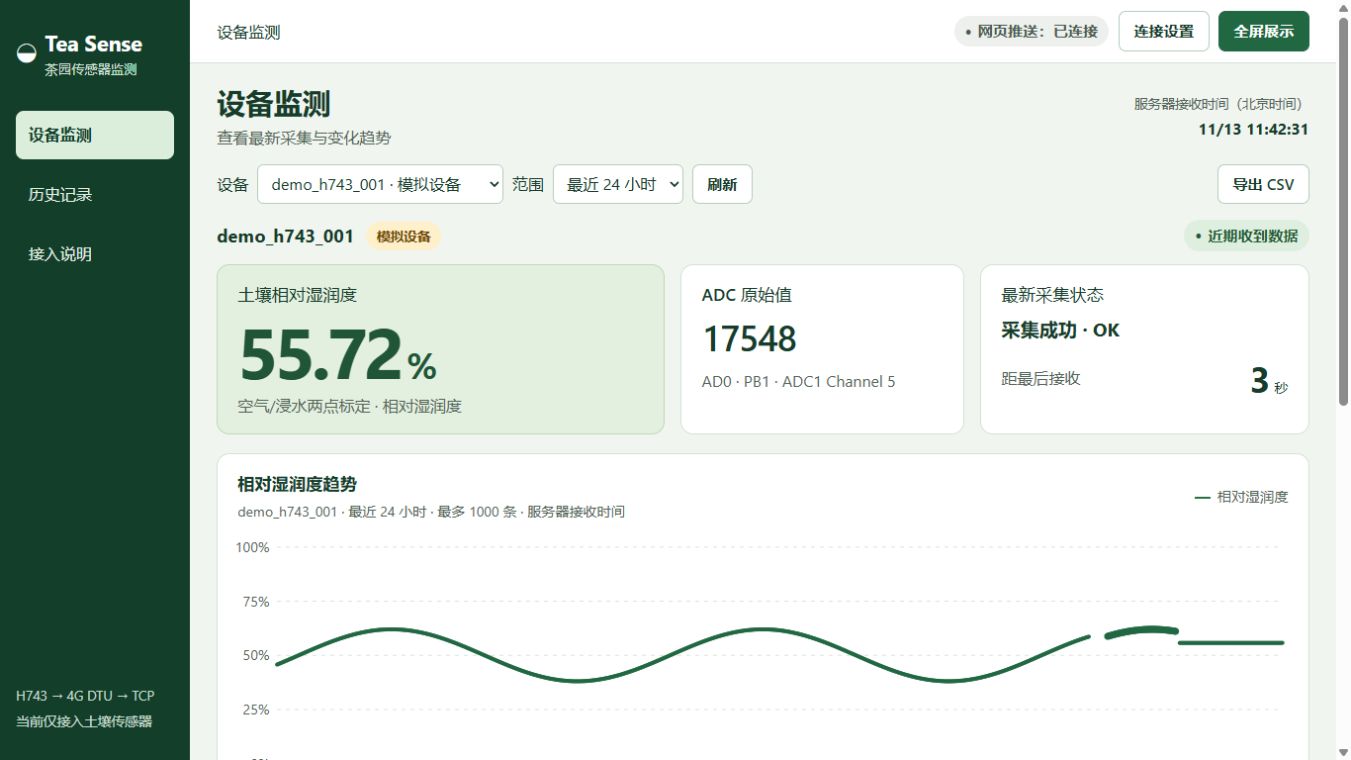 Tea Sense
茶园传感器监测
设备监测
历史记录
接入说明
H743 → 4G DTU → TCP
当前仅接入土壤传感器
设备监测
• 网页推送：已连接
连接设置
全屏展示
设备监测
查看最新采集与变化趋势
服务器接收时间（北京时间）
11/13 11:42:31
设备 demo_h743_001 · 模拟设备 范围 最近 24 小时 刷新
导出 CSV
demo_h743_001 模拟设备
• 近期收到数据
土壤相对湿润度
55.72%
空气/浸水两点标定 · 相对湿润度
ADC 原始值
17548
AD0 · PB1 · ADC1 Channel 5
最新采集状态
采集成功 · OK
距最后接收 3 秒
相对湿润度趋势
demo_h743_001 · 最近 24 小时 · 最多 1000 条 · 服务器接收时间
相对湿润度
100%
75%
50%
25%